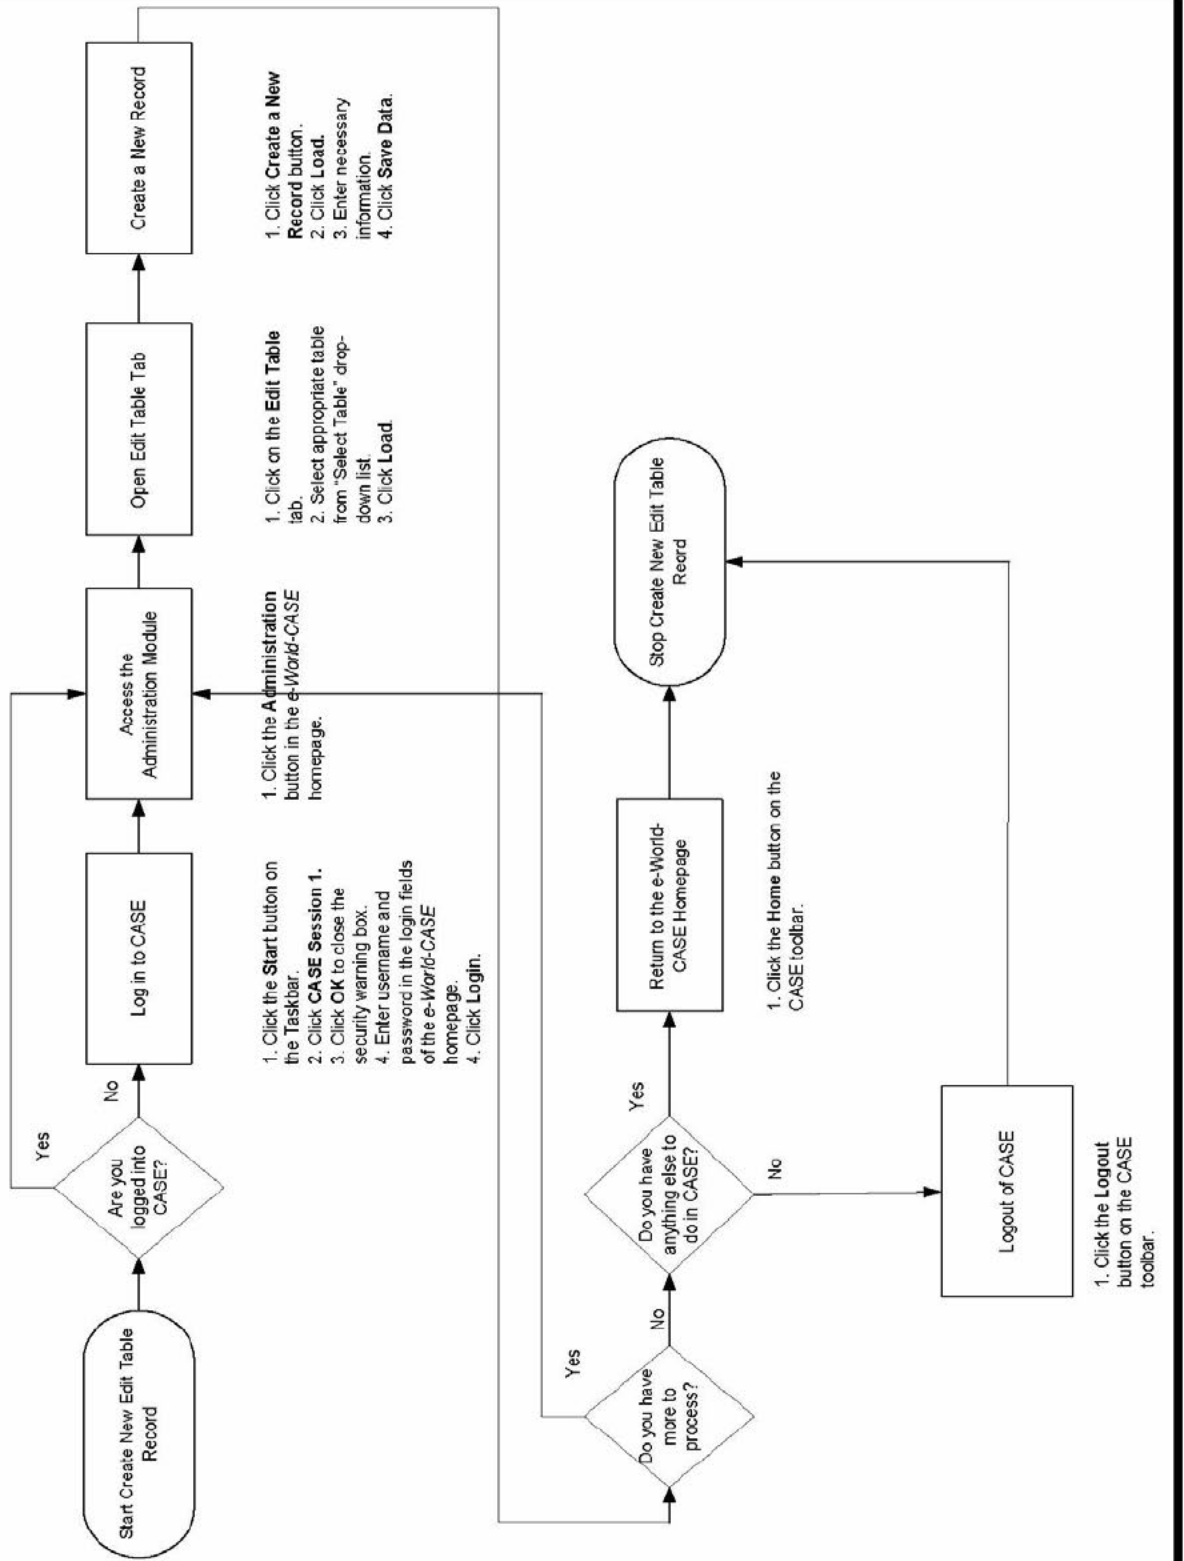 Start Create New Edit Table
Record
Are you
logged into
CASE?
Yes
No
Log in to CASE
1. Click the Start button on
the Taskbar.
2. Click CASE Session 1.
3. Click OK to close the
security warning box.
4. Enter username and
password in the login fields
of the e-World-CASE
homepage.
4. Click Login.
Access the
Administration Module
1. Click the Administration
button in the e-World-CASE
homepage.
Open Edit Table Tab
1. Click on the Edit Table
tab.
2. Select appropriate table
from "Select Table" drop-
down list.
3. Click Load.
Create a New Record
1. Click Create a New
Record button.
2. Click Load.
3. Enter necessary
information.
4. Click Save Data.
Do you have
more to
process?
Yes
No
Do you have
anything else to
do in CASE?
Yes
No
Return to the e-World-
CASE Homepage
1. Click the Home button on the
CASE toolbar.
Stop Create New Edit Table
Reord
Logout of CASE
1. Click the Logout
button on the CASE
toolbar.